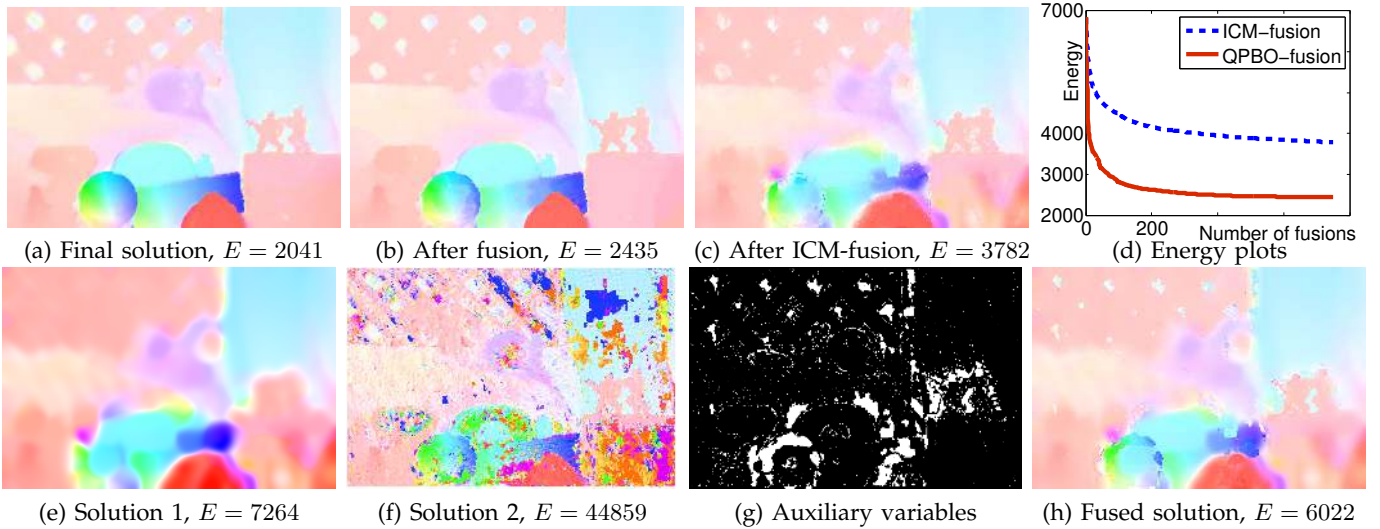 7000
4000
3000
2000
Energy
ICM−fusion
QPBO−fusion
0
200
Number of fusions
(a) Final solution, E = 2041
(b) After fusion, E = 2435
(c) After ICM-fusion, E = 3782
(d) Energy plots
(e) Solution 1, E = 7264
(f) Solution 2, E = 44859
(g) Auxiliary variables
(h) Fused solution, E = 6022